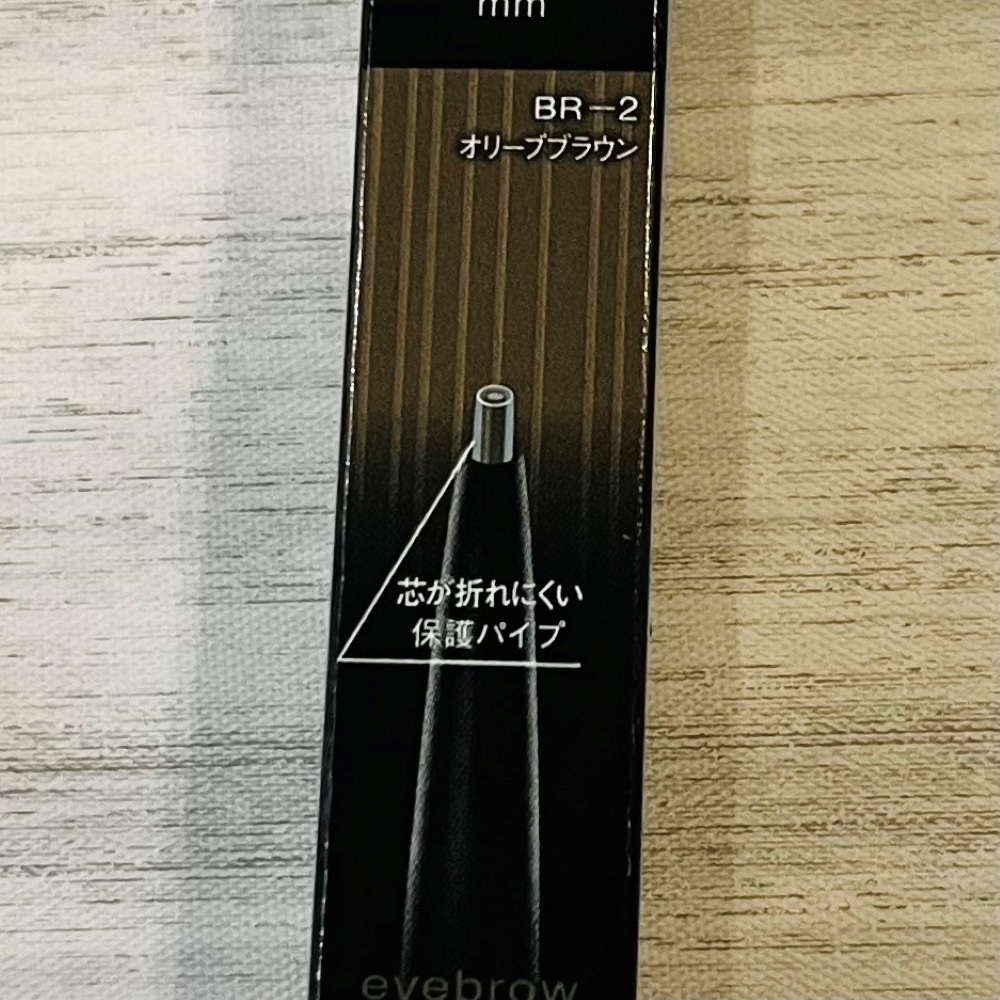 mm
BR-2
オリーブブラウン
芯が折れにくい
保護パイプ
eyebrow